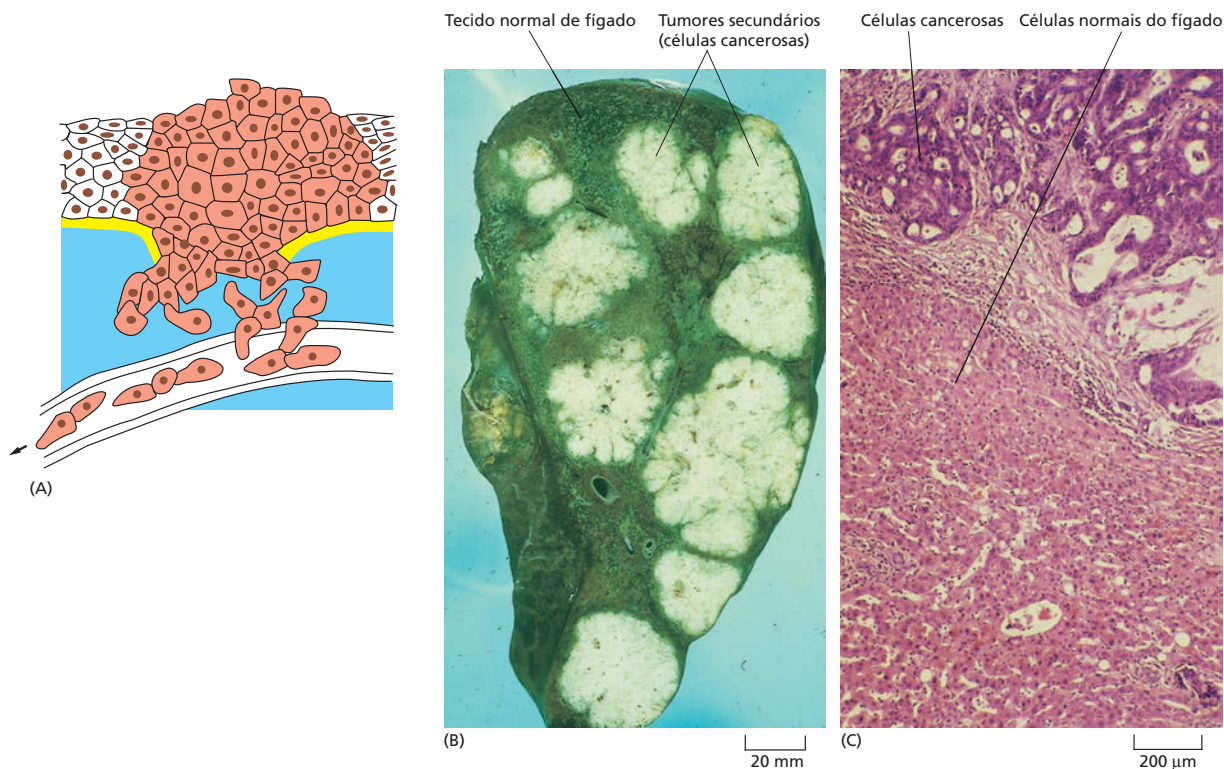 Tecido normal de fígado
Tumores secundários
(células cancerosas)
Células cancerosas
Células normais do fígado
(A)
(B)
20 mm
(C)
200 μm